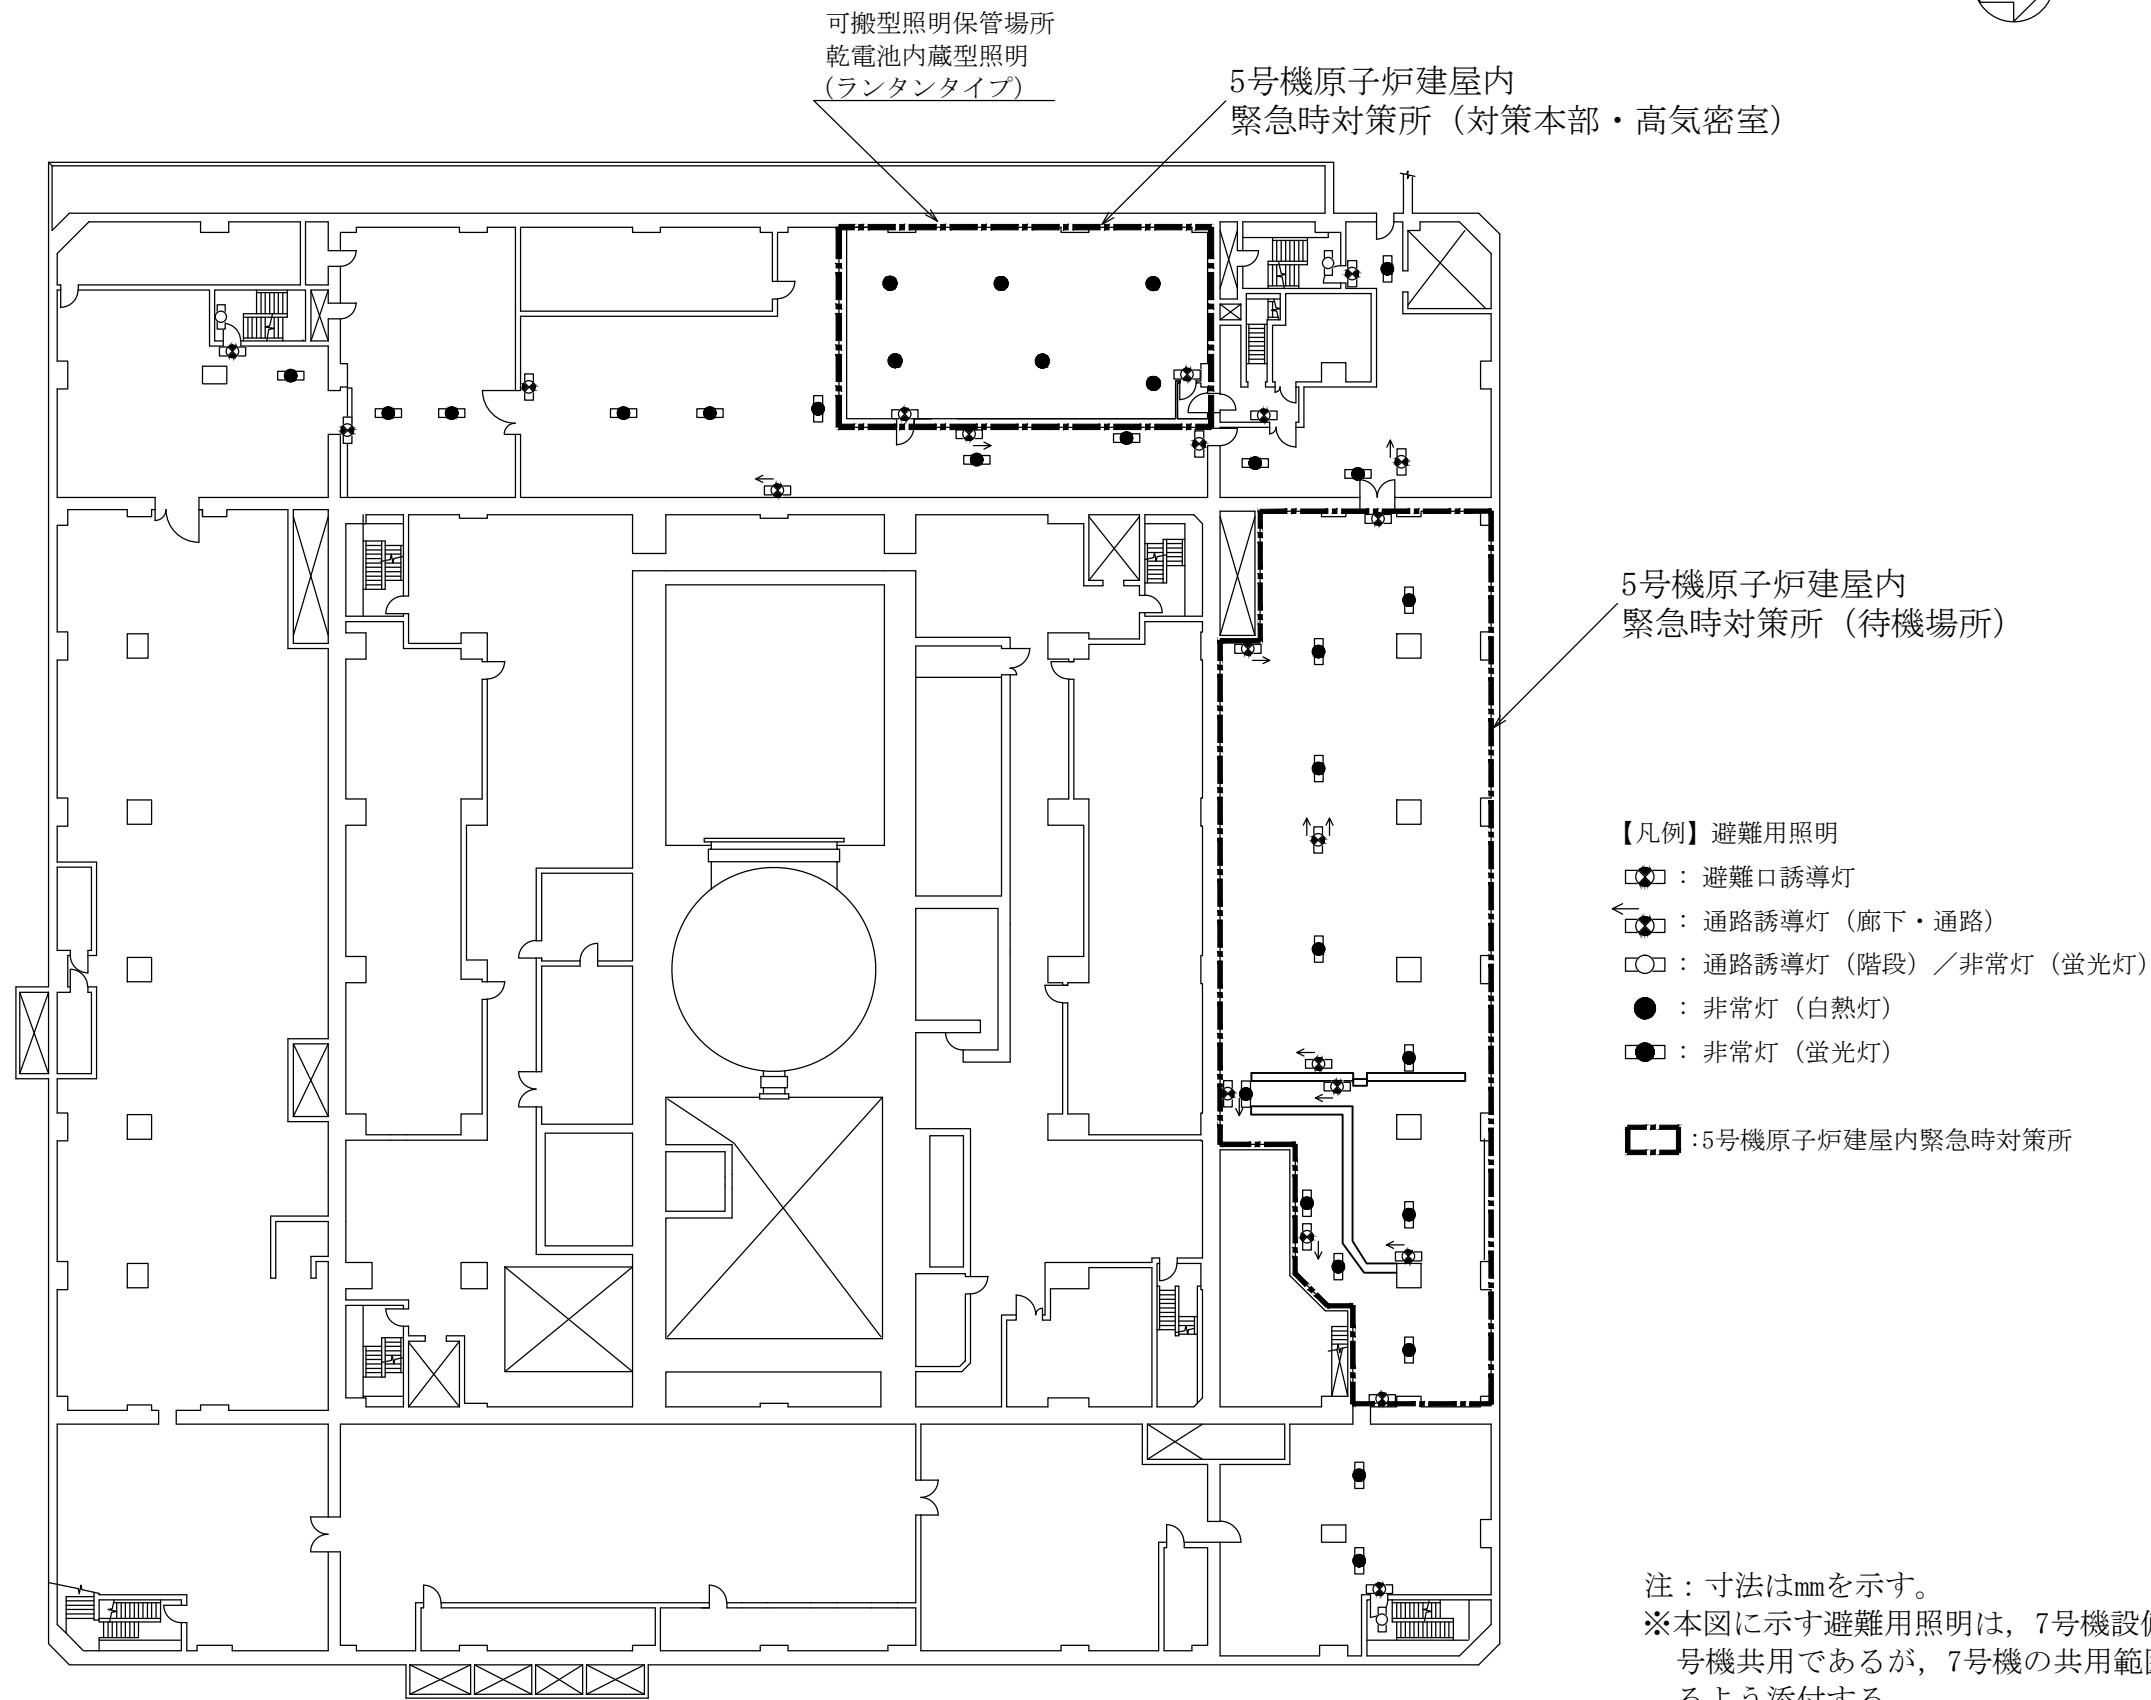 可搬型照明保管場所
乾電池内蔵型照明
(ランタンタイプ)
5号機原子炉建屋内
緊急時対策所（対策本部・高気密室）
5号機原子炉建屋内
緊急時対策所（待機場所）
【凡例】避難用照明
：避難口誘導灯
：通路誘導灯（廊下・通路）
：通路誘導灯（階段）／非常灯（蛍光灯）
：非常灯（白熱灯）
：非常灯（蛍光灯）
：5号機原子炉建屋内緊急時対策所
注：寸法はmmを示す。
※本図に示す避難用照明は，7号機設
号機共用であるが，7号機の共用範
るよう添付する